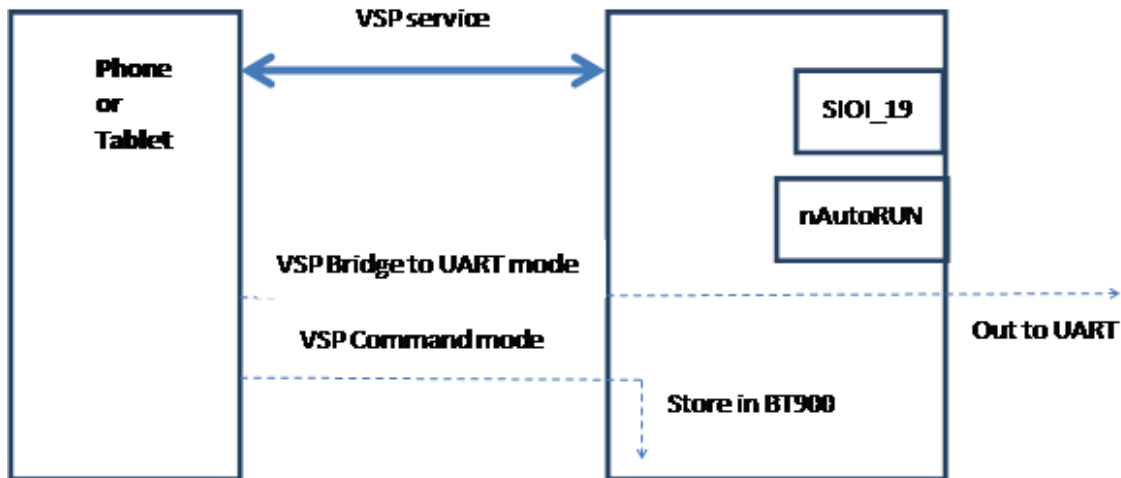 VSP service
Phone
or
Tablet
SIOI_19
nAutoRUN
VSP Bridge to UART mode
VSP Command mode
Out to UART
Store in BT900